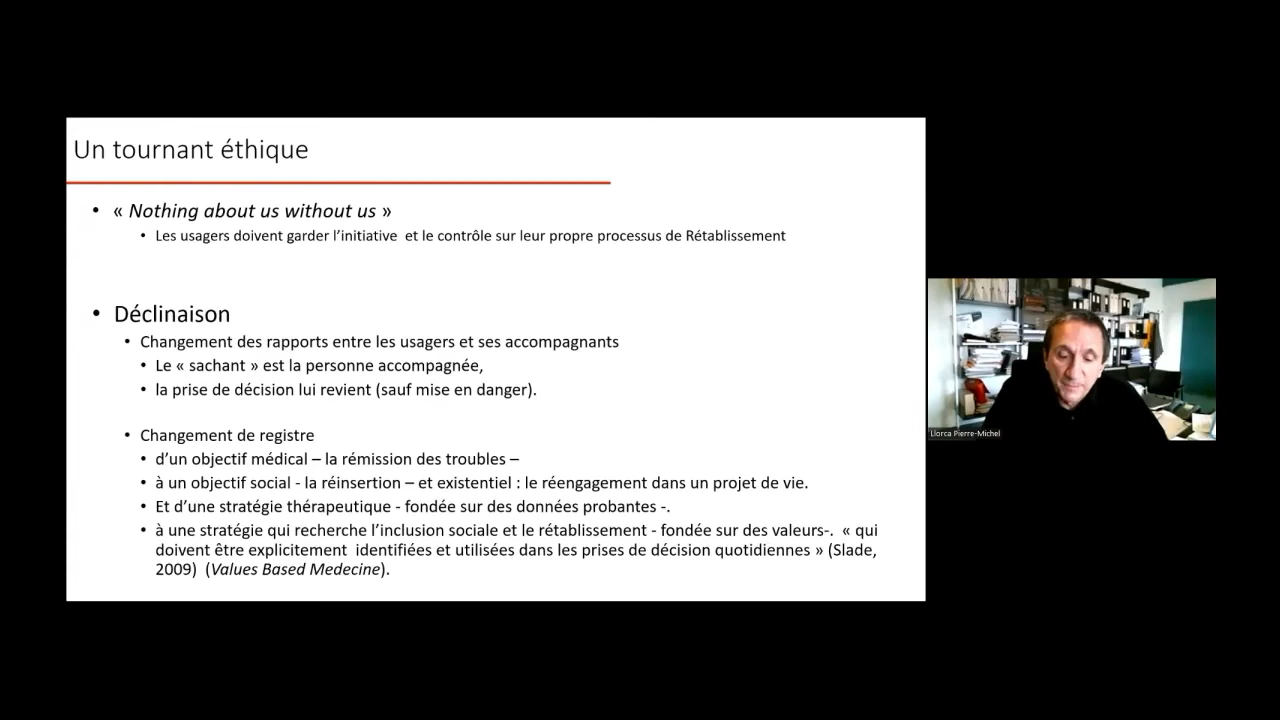 Un tournant éthique
• « Nothing about us without us »
• Les usagers doivent garder l’initiative et le contrôle sur leur propre processus de Rétablissement
• Déclinaison
• Changement des rapports entre les usagers et ses accompagnants
• Le « sachant » est la personne accompagnée,
• la prise de décision lui revient (sauf mise en danger).
• Changement de registre
• d’un objectif médical – la rémission des troubles –
• à un objectif social - la réinsertion – et existentiel : le réengagement dans un projet de vie.
• Et d’une stratégie thérapeutique - fondée sur des données probantes -.
• à une stratégie qui recherche l’inclusion sociale et le rétablissement - fondée sur des valeurs-. « qui
doivent être explicitement identifiées et utilisées dans les prises de décision quotidiennes » (Slade,
2009) (Values Based Medecine).
Llorca Pierre-Michel